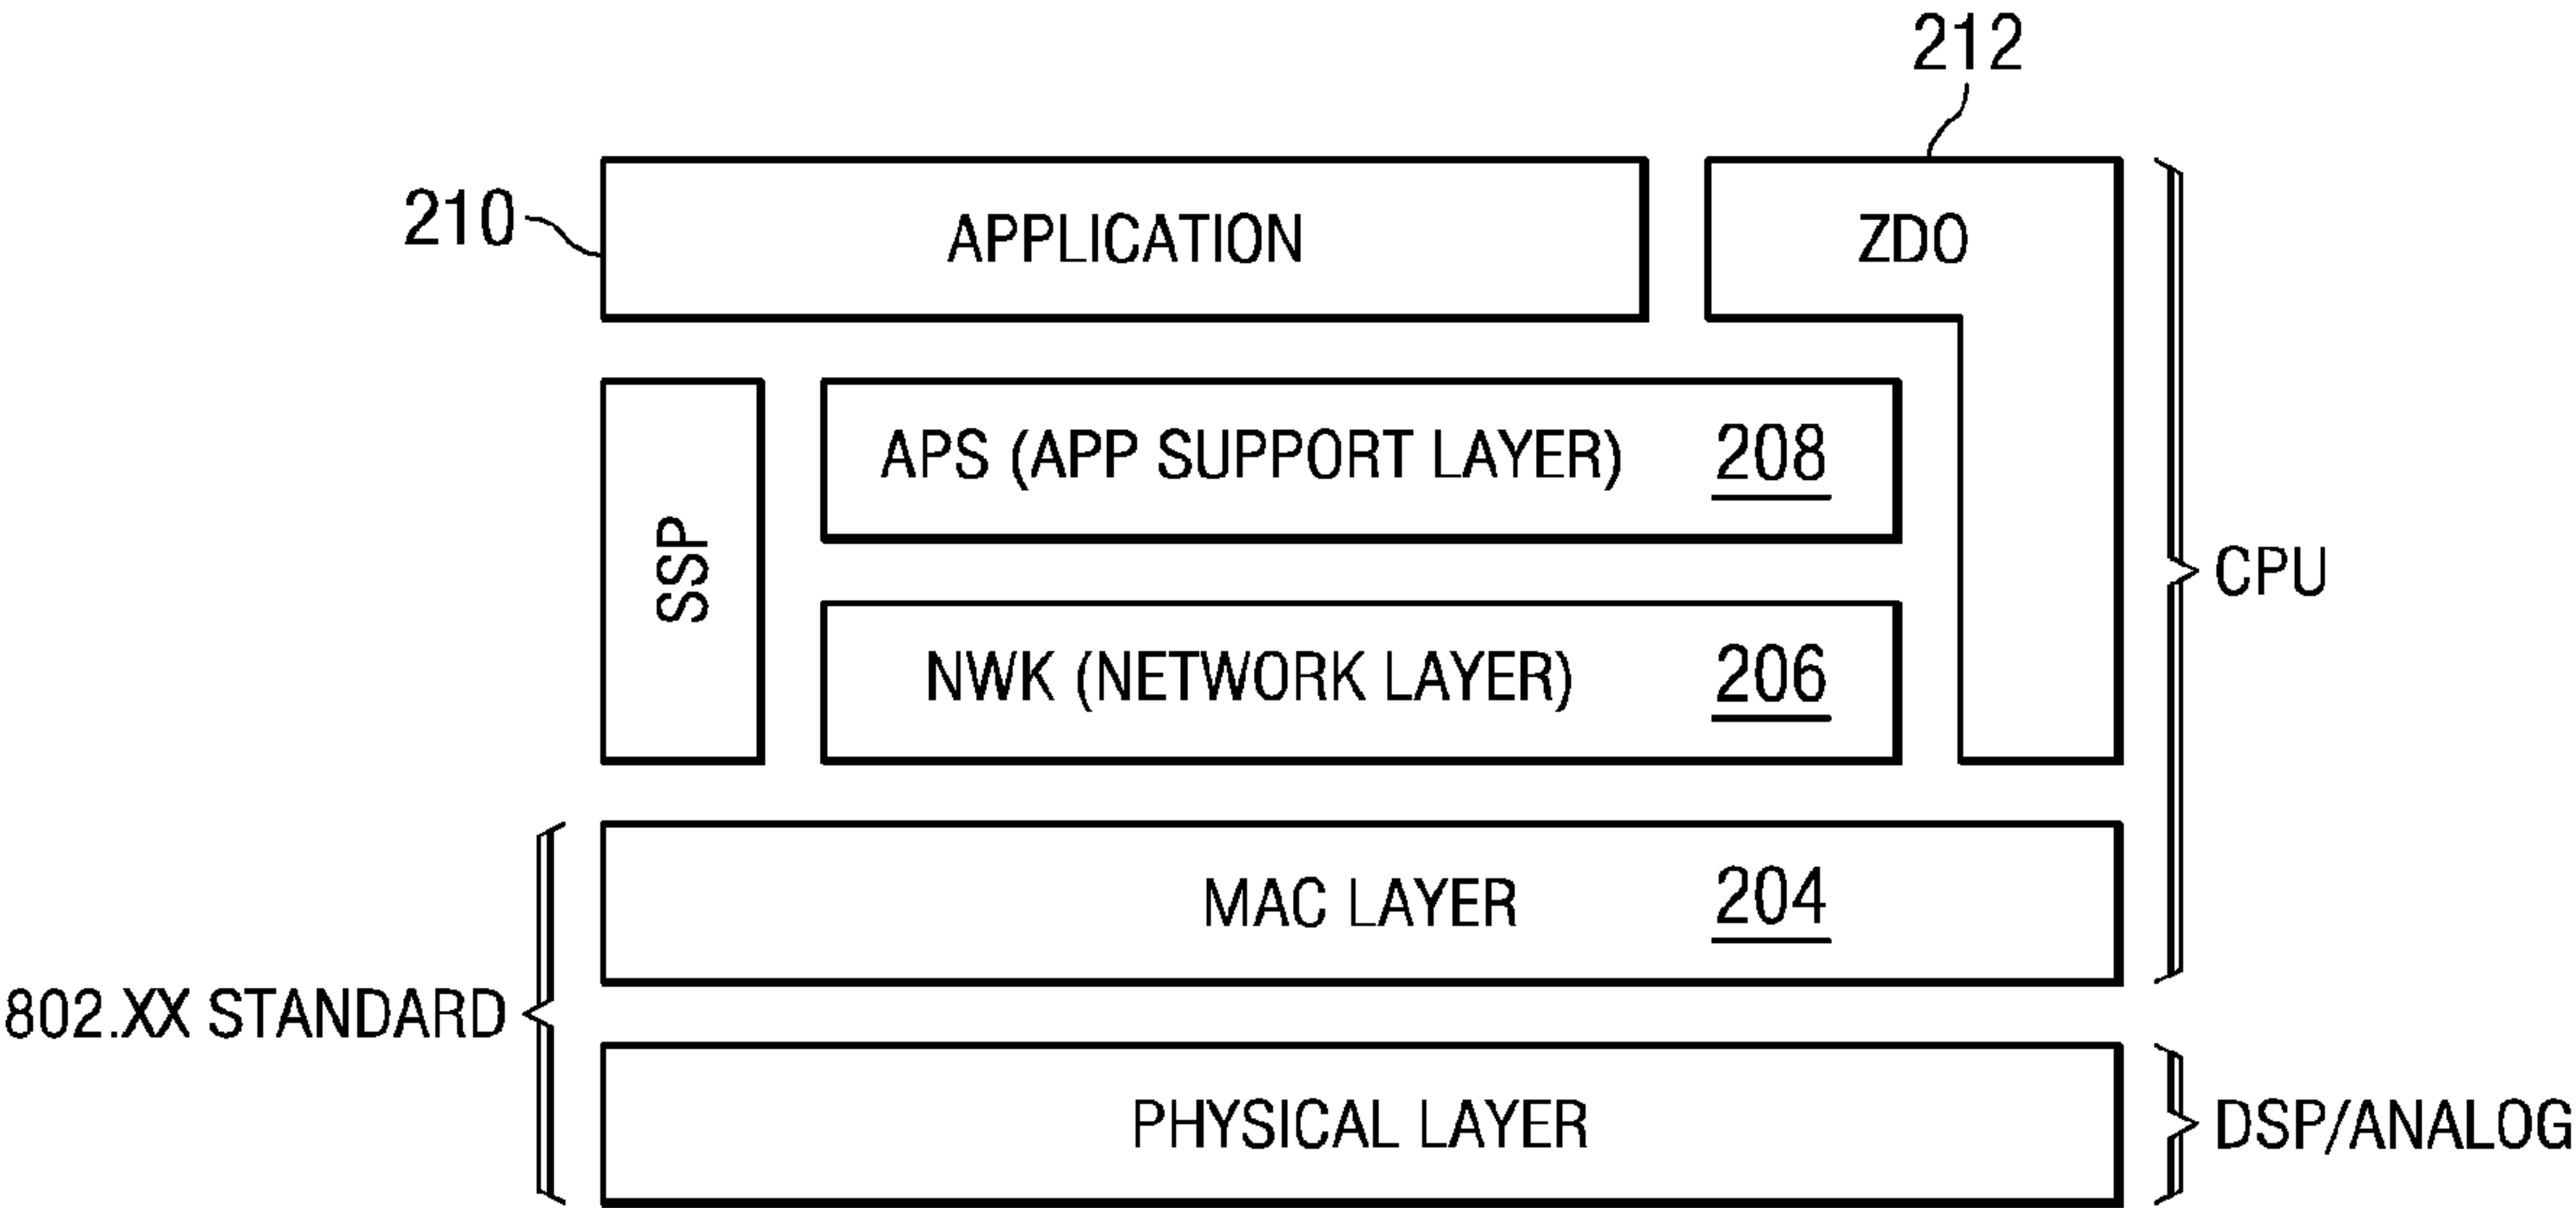 212
210
APPLICATION
ZDO
APS (APP SUPPORT LAYER) 208
SSP
CPU
NWK (NETWORK LAYER) 206
MAC LAYER 204
802.XX STANDARD
PHYSICAL LAYER
DSP/ANALOG